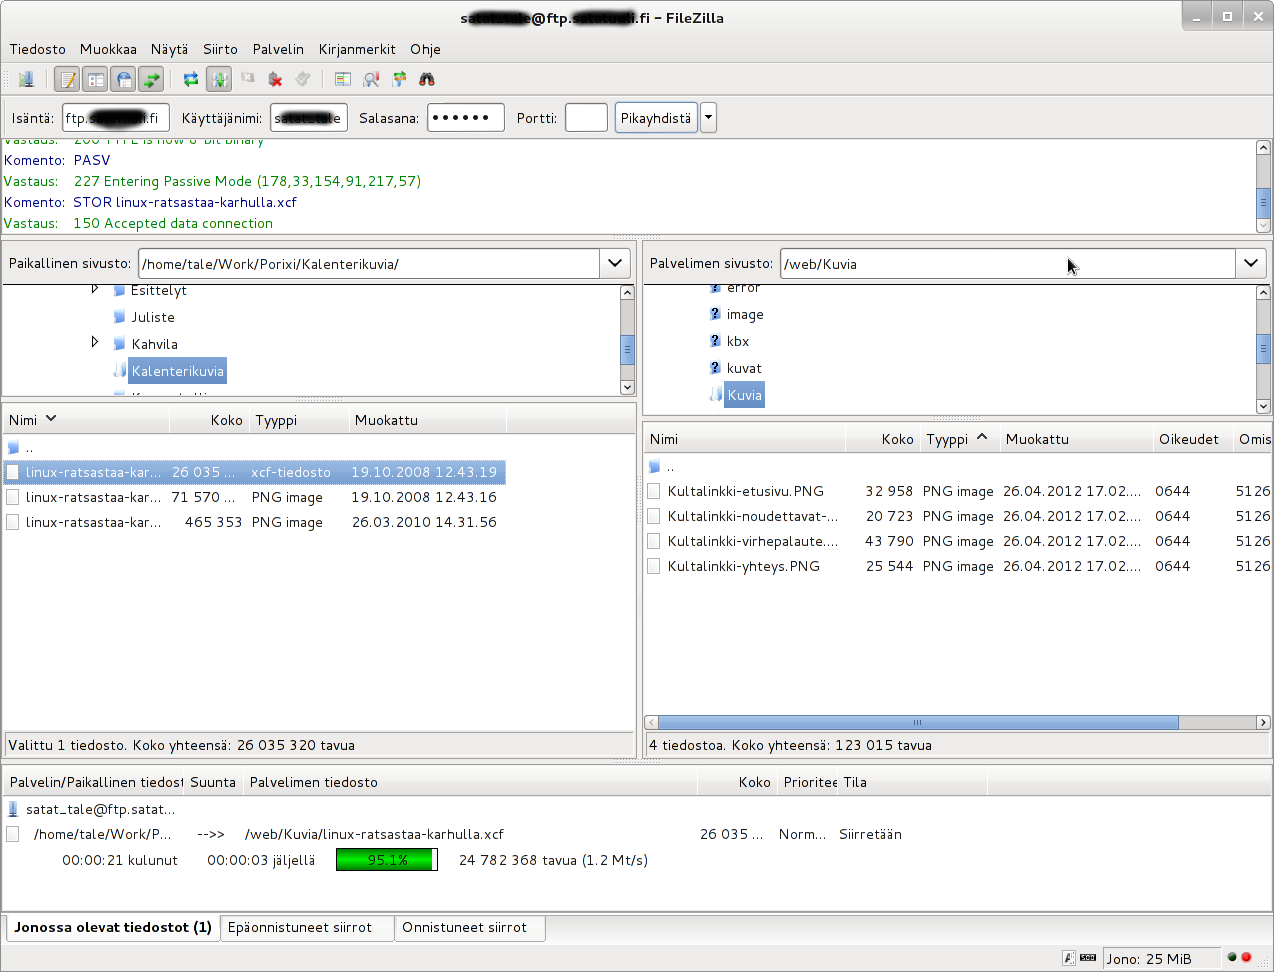 @ftp. .fi - FileZilla
Tiedosto Muokkaa Näytä Siirto Palvelin Kirjanmerkit Ohje
Isäntä: ftp. .fi Käyttäjänimi: Salasana: •••••• Portti: Pikayhdistä
Vastaus: 200 TYPE is now 8-bit binary
Komento: PASV
Vastaus: 227 Entering Passive Mode (178,33,154,91,217,57)
Komento: STOR linux-ratsastaa-karhulla.xcf
Vastaus: 150 Accepted data connection
Paikallinen sivusto: /home/tale/Work/Porixi/Kalenterikuvia/
Esittelyt
Juliste
Kahvila
Kalenterikuvia
Nimi Koko Tyyppi Muokattu
..
linux-ratsastaa-kar... 26 035 ... xcf-tiedosto 19.10.2008 12.43.19
linux-ratsastaa-kar... 71 570 ... PNG image 19.10.2008 12.43.16
linux-ratsastaa-kar... 465 353 PNG image 26.03.2010 14.31.56
Valittu 1 tiedosto. Koko yhteensä: 26 035 320 tavua
Palvelimen sivusto: /web/Kuvia
error
image
kbx
kuvat
Kuvia
Nimi Koko Tyyppi Muokattu Oikeudet Omis
..
Kultalinkki-etusivu.PNG 32 958 PNG image 26.04.2012 17.02.... 0644 5126
Kultalinkki-noudettavat-... 20 723 PNG image 26.04.2012 17.02.... 0644 5126
Kultalinkki-virhepalaute.... 43 790 PNG image 26.04.2012 17.02.... 0644 5126
Kultalinkki-yhteys.PNG 25 544 PNG image 26.04.2012 17.02.... 0644 5126
4 tiedostoa. Koko yhteensä: 123 015 tavua
Palvelin/Paikallinen tiedost Suunta Palvelimen tiedosto Koko Prioritee Tila
satat_tale@ftp.satat...
/home/tale/Work/P... -->> /web/Kuvia/linux-ratsastaa-karhulla.xcf 26 035 ... Norm... Siirretään
00:00:21 kulunut 00:00:03 jäljellä 95.1% 24 782 368 tavua (1.2 Mt/s)
Jonossa olevat tiedostot (1) Epäonnistuneet siirrot Onnistuneet siirrot
Jono: 25 MiB